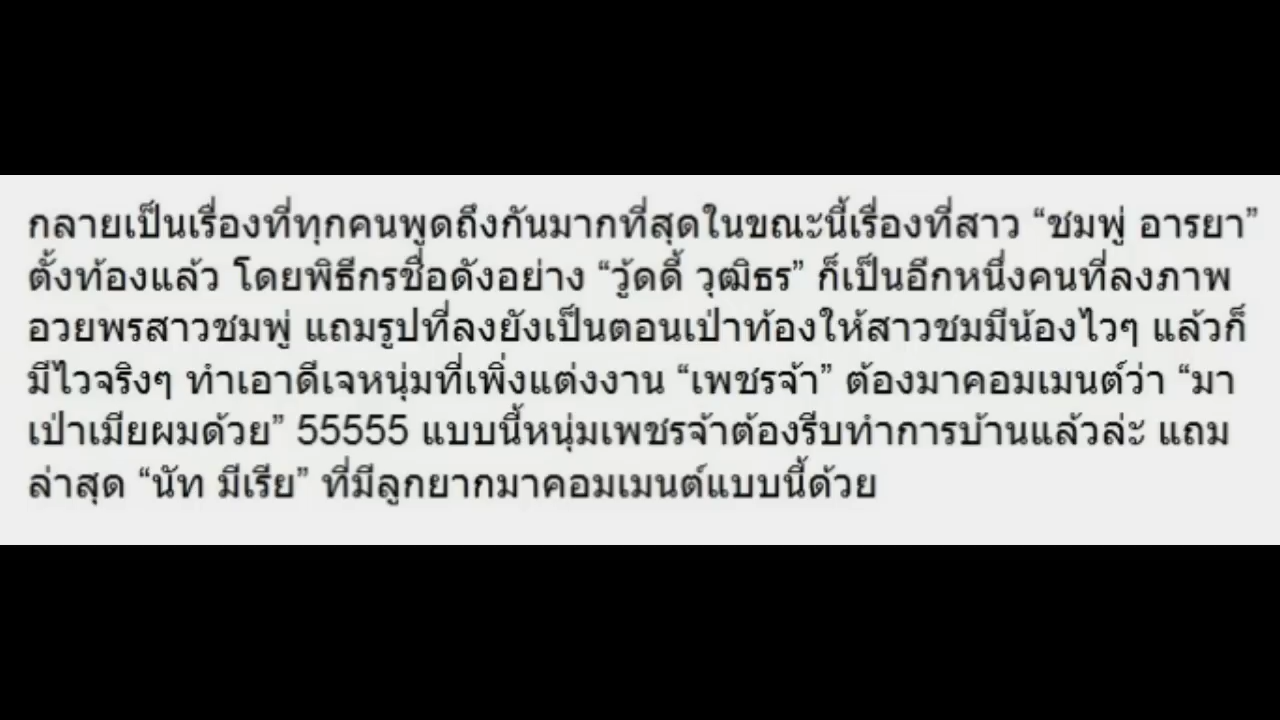 กลายเป็นเรื่องที่ทุกคนพูดถึงกันมากที่สุดในขณะนี้เรื่องที่สาว “ชมพู่ อารยา”
ตั้งท้องแล้ว โดยพิธีกรชื่อดังอย่าง “วู้ดดี้ วุฒิธร” ก็เป็นอีกหนึ่งคนที่ลงภาพ
อวยพรสาวชมพู่ แถมรูปที่ลงยังเป็นตอนเป่าท้องให้สาวชมมีน้องไวๆ แล้วก็
มีไวจริงๆ ทำเอาดีเจหนุ่มที่เพิ่งแต่งงาน “เพชรจ้า” ต้องมาคอมเมนต์ว่า “มา
เป่าเมียผมด้วย” 55555 แบบนี้หนุ่มเพชรจ้าต้องรีบทำการบ้านแล้วล่ะ แถม
ล่าสุด “นัท มีเรีย” ที่มีลูกยากมาคอมเมนต์แบบนี้ด้วย